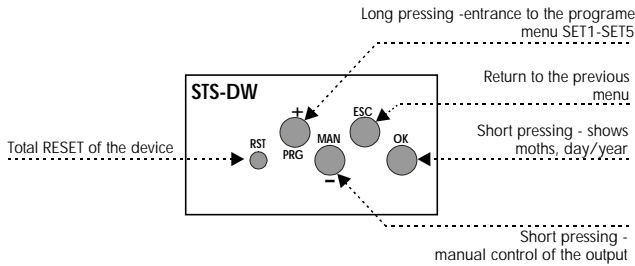 Long pressing -entrance to the programe
menu SET1-SET5
Return to the previous
menu
STS-DW
+
ESC
RST
MAN
OK
PRG
–
Short pressing - shows
moths, day/year
Total RESET of the device
Short pressing -
manual control of the output